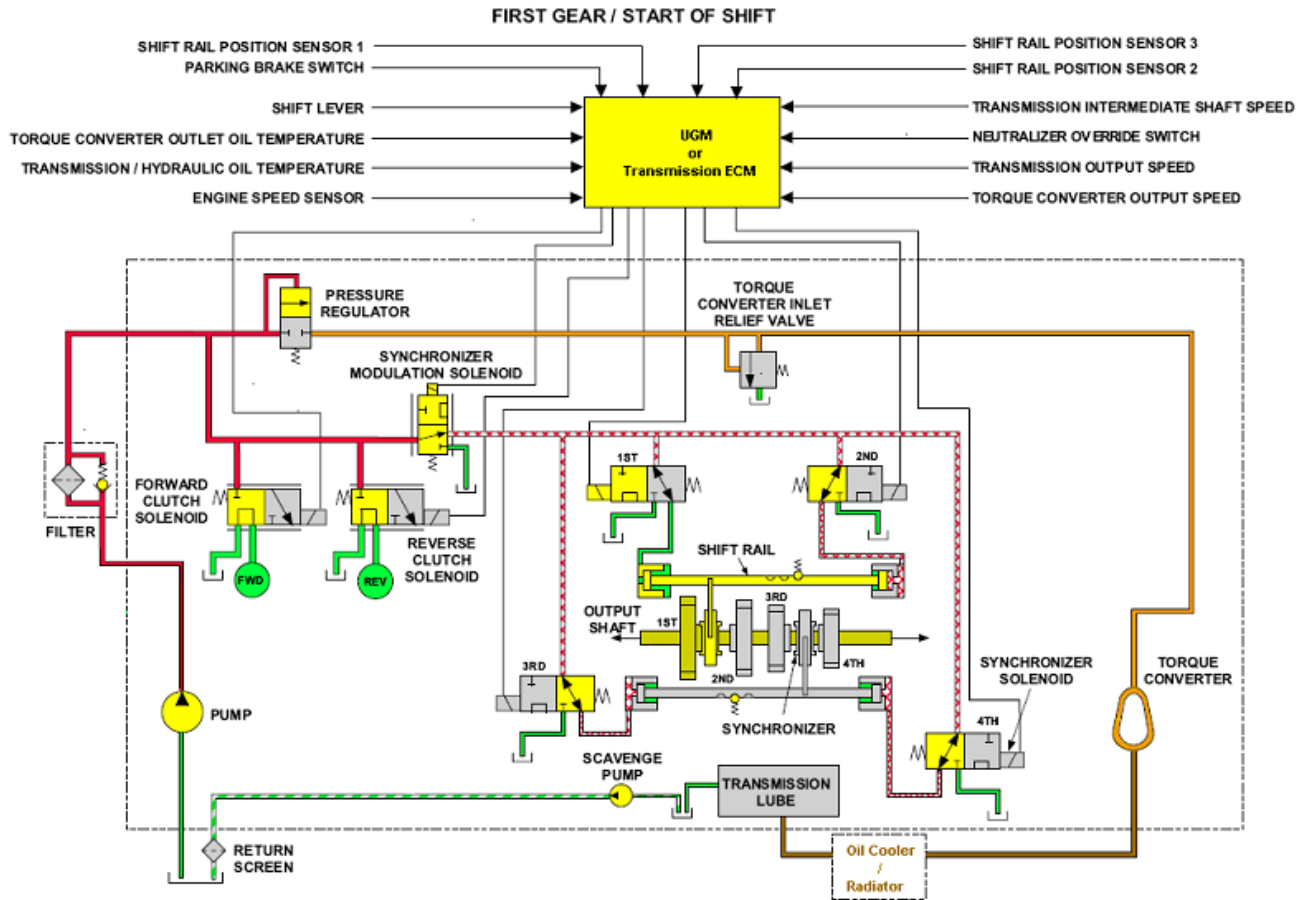 FIRST GEAR / START OF SHIFT
SHIFT RAIL POSITION SENSOR 1
PARKING BRAKE SWITCH
SHIFT LEVER
TORQUE CONVERTER OUTLET OIL TEMPERATURE
TRANSMISSION / HYDRAULIC OIL TEMPERATURE
ENGINE SPEED SENSOR
UGM
or
Transmission ECM
SHIFT RAIL POSITION SENSOR 3
SHIFT RAIL POSITION SENSOR 2
TRANSMISSION INTERMEDIATE SHAFT SPEED
NEUTRALIZER OVERRIDE SWITCH
TRANSMISSION OUTPUT SPEED
TORQUE CONVERTER OUTPUT SPEED
PRESSURE
REGULATOR
TORQUE
CONVERTER INLET
RELIEF VALVE
SYNCHRONIZER
MODULATION SOLENOID
1ST
2ND
FORWARD
CLUTCH
SOLENOID
FILTER
REVERSE
CLUTCH
SOLENOID
FWD
REV
SHIFT RAIL
OUTPUT
SHAFT
1ST
3RD
2ND
4TH
3RD
SYNCHRONIZER
SYNCHRONIZER
SOLENOID
4TH
TORQUE
CONVERTER
PUMP
SCAVENGE
PUMP
TRANSMISSION
LUBE
RETURN
SCREEN
Oil Cooler
/
Radiator